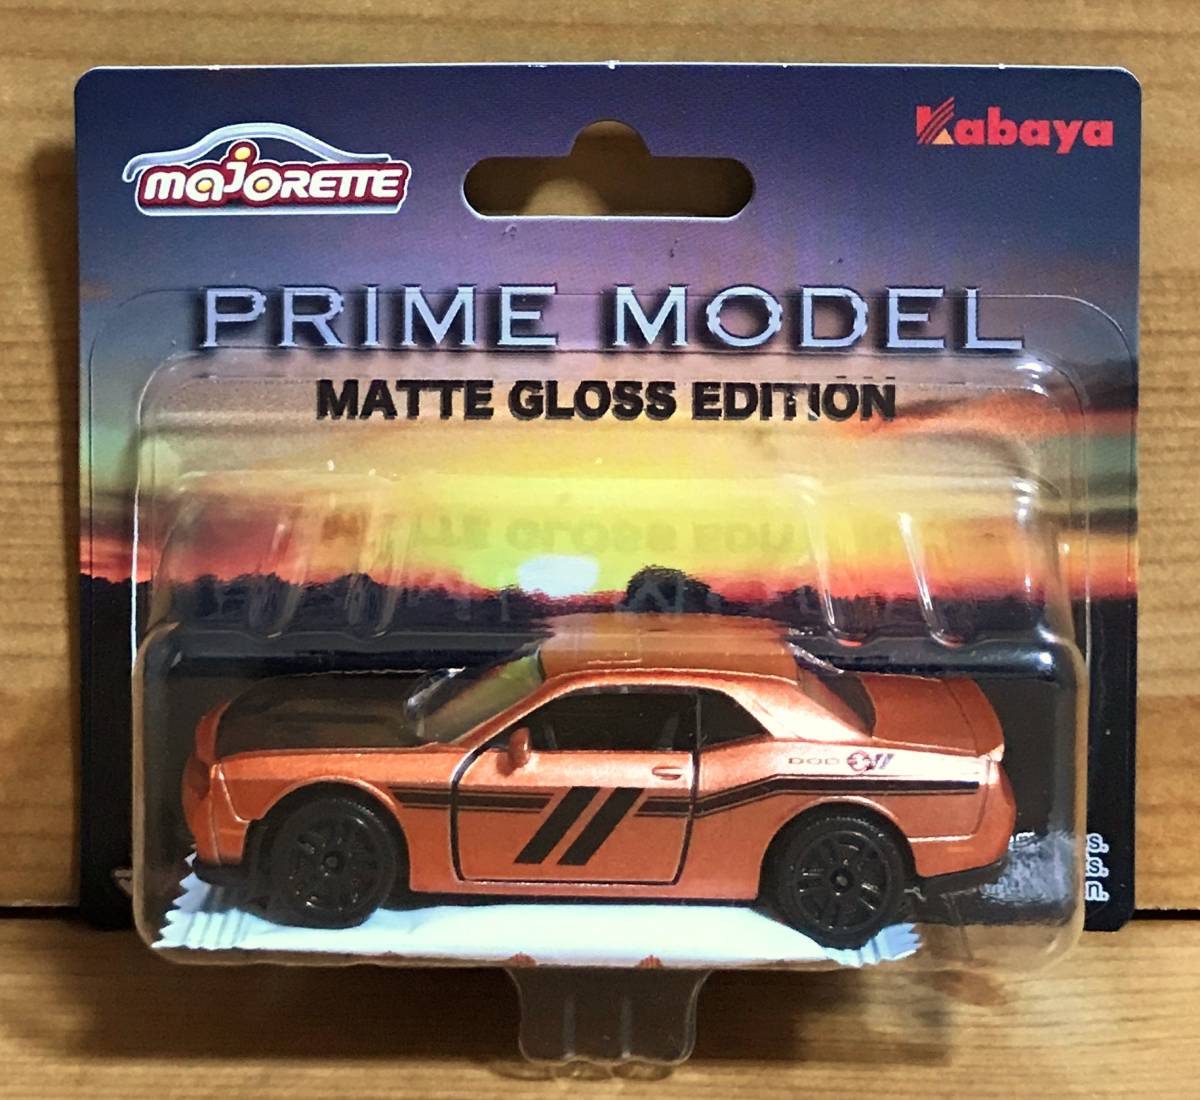 majORETTE
Kabaya
PRIME MODEL
MATTE GLOSS EDITION